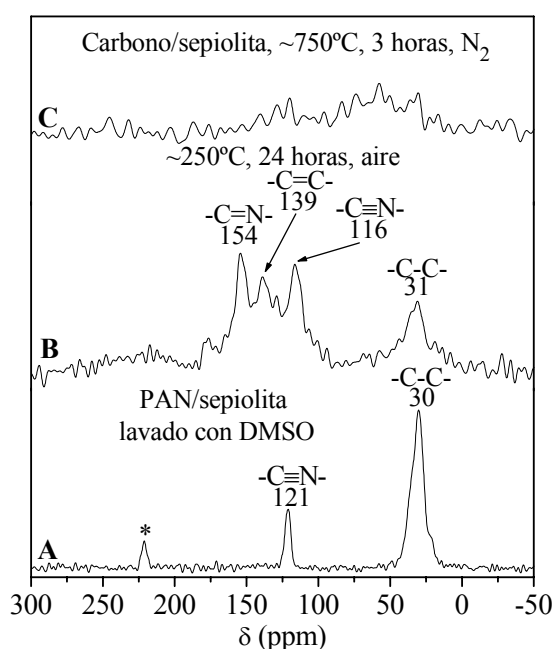 Carbono/sepiolita, ~750ºC, 3 horas, N2
C
~250ºC, 24 horas, aire
-C=C-
139
-C=N-
154
-C≡N-
116
-C-C-
31
B
PAN/sepiolita
lavado con DMSO
-C-C-
30
-C≡N-
121
*
A
300 250 200 150 100 50 0 -50
δ (ppm)